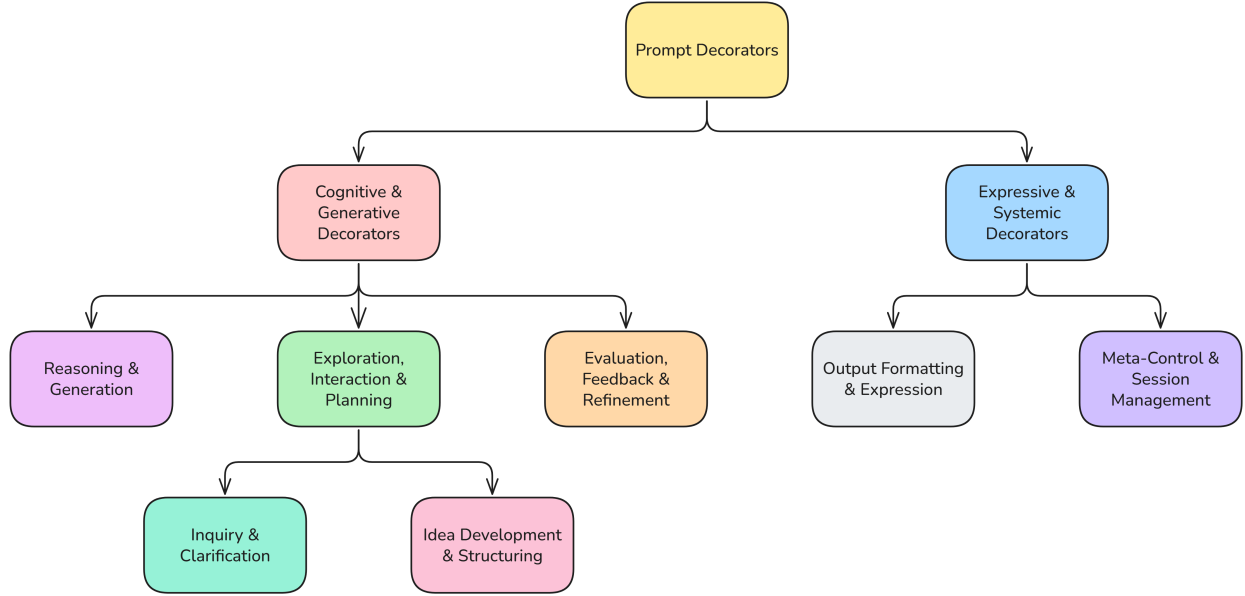 Prompt Decorators
Cognitive &
Generative
Decorators
Expressive &
Systemic
Decorators
Reasoning &
Generation
Exploration,
Interaction &
Planning
Evaluation,
Feedback &
Refinement
Output Formatting
& Expression
Meta-Control &
Session
Management
Inquiry &
Clarification
Idea Development
& Structuring